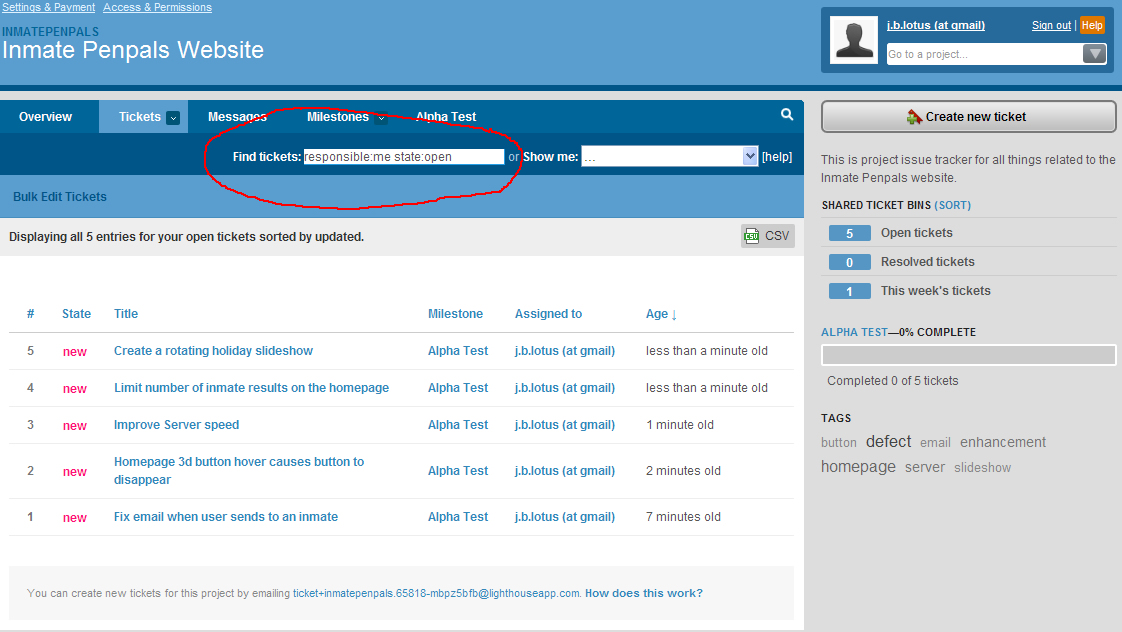 Settings & Payment Access & Permissions
INMATEPENPALS
Inmate Penpals Website
j.b.lotus (at gmail) Sign out | Help
Go to a project...
Overview Tickets Messages Milestones Alpha Test
Find tickets: responsible:me state:open or Show me: ... [help]
Bulk Edit Tickets
Displaying all 5 entries for your open tickets sorted by updated.
CSV CSV
# State Title Milestone Assigned to Age ↓
5 new Create a rotating holiday slideshow Alpha Test j.b.lotus (at gmail) less than a minute old
4 new Limit number of inmate results on the homepage Alpha Test j.b.lotus (at gmail) less than a minute old
3 new Improve Server speed Alpha Test j.b.lotus (at gmail) 1 minute old
2 new Homepage 3d button hover causes button to
disappear Alpha Test j.b.lotus (at gmail) 2 minutes old
1 new Fix email when user sends to an inmate Alpha Test j.b.lotus (at gmail) 7 minutes old
You can create new tickets for this project by emailing ticket+inmatepenpals.65818-mbpz5bfb@lighthouseapp.com. How does this work?
Create new ticket
This is project issue tracker for all things related to the
Inmate Penpals website.
SHARED TICKET BINS (SORT)
5 Open tickets
0 Resolved tickets
1 This week's tickets
ALPHA TEST—0% COMPLETE
Completed 0 of 5 tickets
TAGS
button defect email enhancement
homepage server slideshow